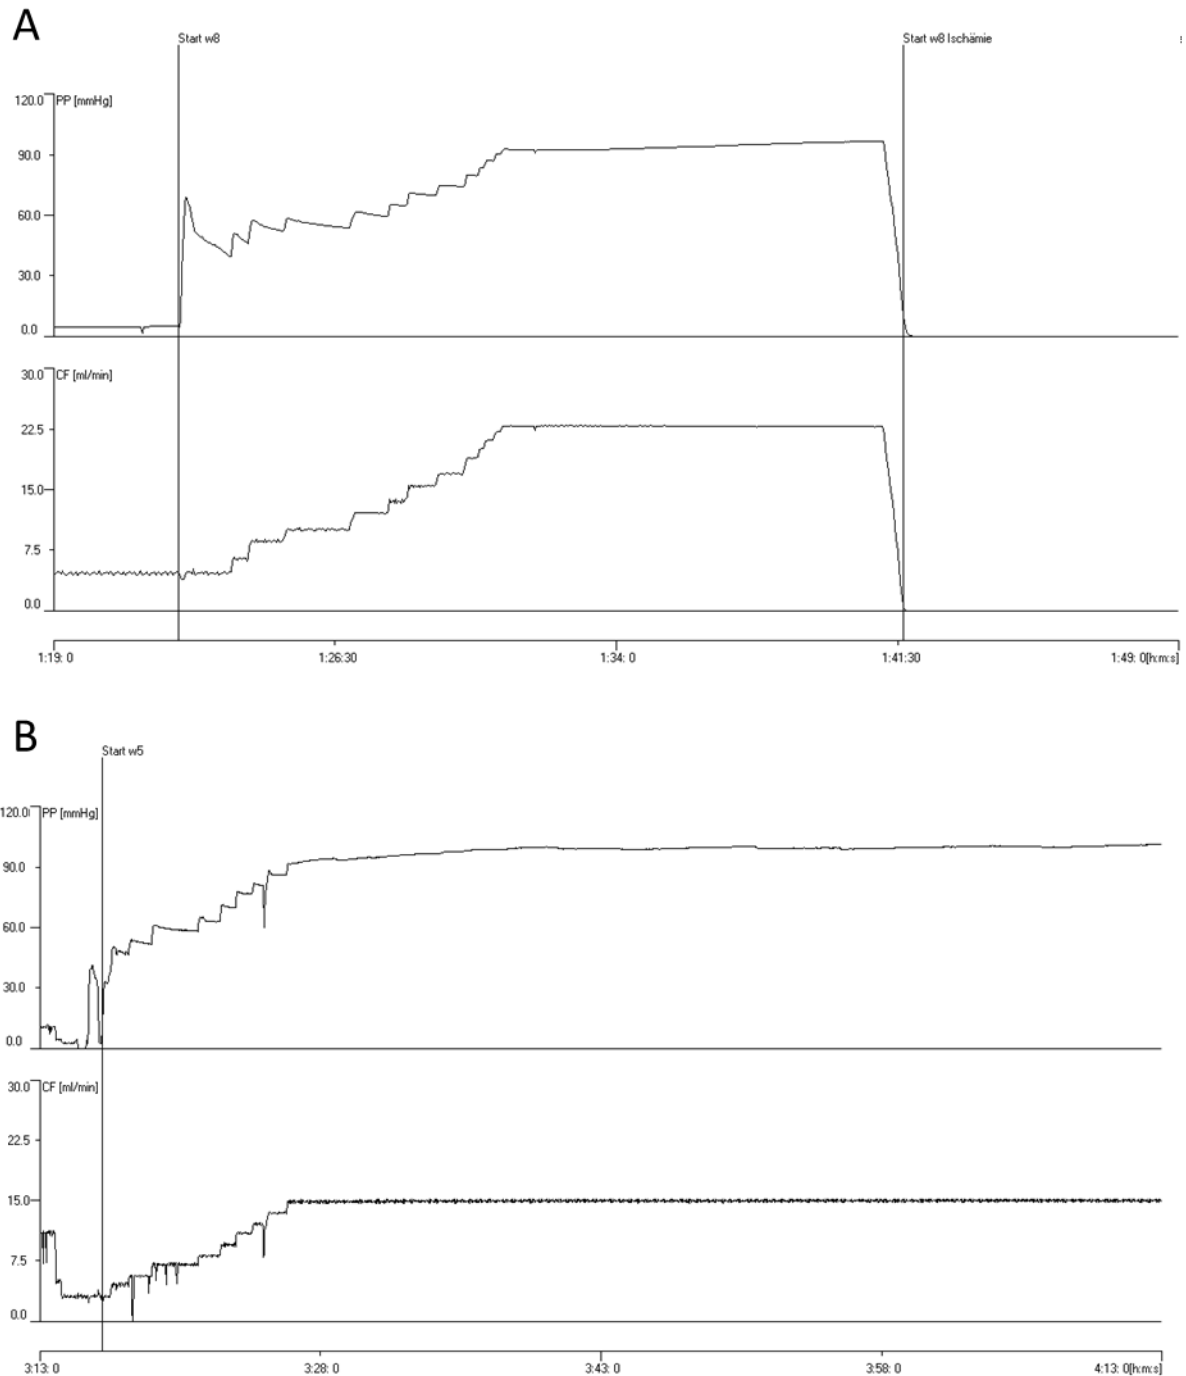 A
Start w8 Start w8 Ischämie s
120.0 PP [mmHg]
90.0
60.0
30.0
0.0
30.0 CF [ml/min]
22.5
15.0
7.5
0.0
1:19: 0 1:26:30 1:34: 0 1:41:30 1:49: 0[h:m:s]
B
Start w5
120.0 PP [mmHg]
90.0
60.0
30.0
0.0
30.0 CF [ml/min]
22.5
15.0
7.5
0.0
3:13: 0 3:28: 0 3:43: 0 3:58: 0 4:13: 0[h:m:s]